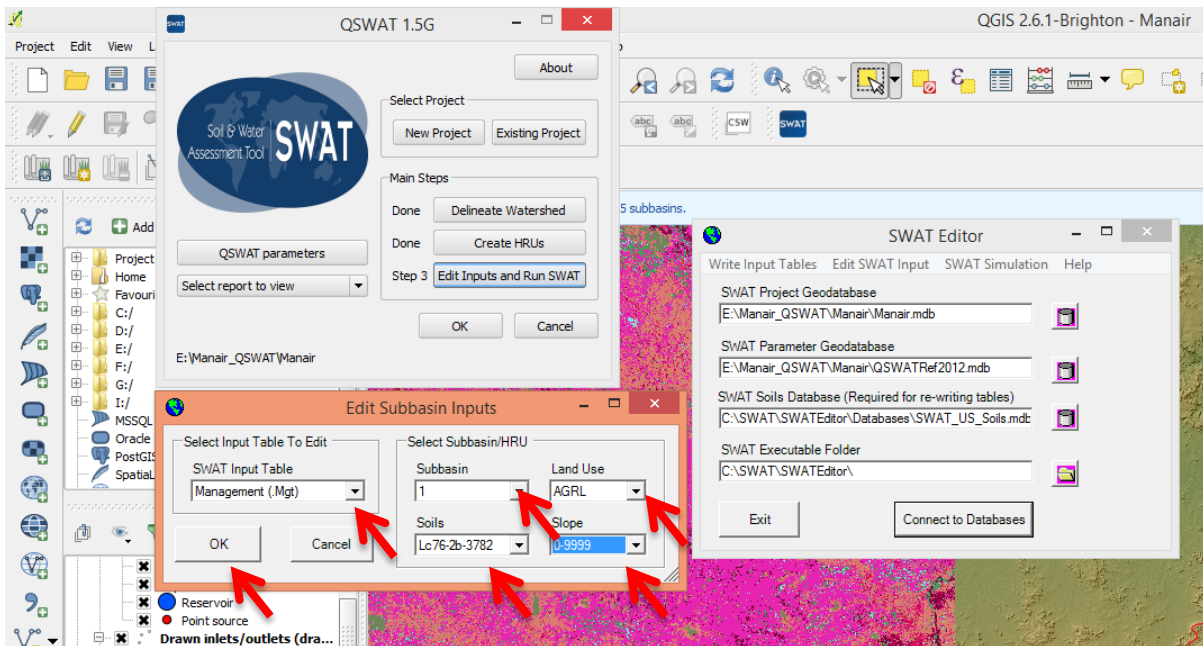 QGIS 2.6.1-Brighton - Manair
Project Edit View L
SWAT
QSWAT 1.5G
About
Soil & Water
Assessment Tool
SWAT
Select Project
New Project Existing Project
Main Steps
Done Delineate Watershed
Done Create HRUs
Step 3 Edit Inputs and Run SWAT
QSWAT parameters
Select report to view
OK Cancel
E:\Manair_QSWAT\Manair
abc abc CSW SWAT
5 subbasins.
Add
Project
Home
Favouri
C:/
D:/
E:/
F:/
G:/
I:/
MSSQL
Oracle
PostGIS
SpatiaL
SWAT Editor
Write Input Tables Edit SWAT Input SWAT Simulation Help
SWAT Project Geodatabase
E:\Manair_QSWAT\Manair\Manair.mdb
SWAT Parameter Geodatabase
E:\Manair_QSWAT\Manair\QSWATRef2012.mdb
SWAT Soils Database (Required for re-writing tables)
C:\SWAT\SWATEditor\Databases\SWAT_US_Soils.mdb
SWAT Executable Folder
C:\SWAT\SWATEditor\
Exit Connect to Databases
Edit Subbasin Inputs
Select Input Table To Edit
SWAT Input Table
Management (.Mgt)
OK Cancel
Select Subbasin/HRU
Subbasin Land Use
1 AGRL
Soils Slope
Lc76-2b-3782 0-9999
Reservoir
Point source
Drawn inlets/outlets (dra...